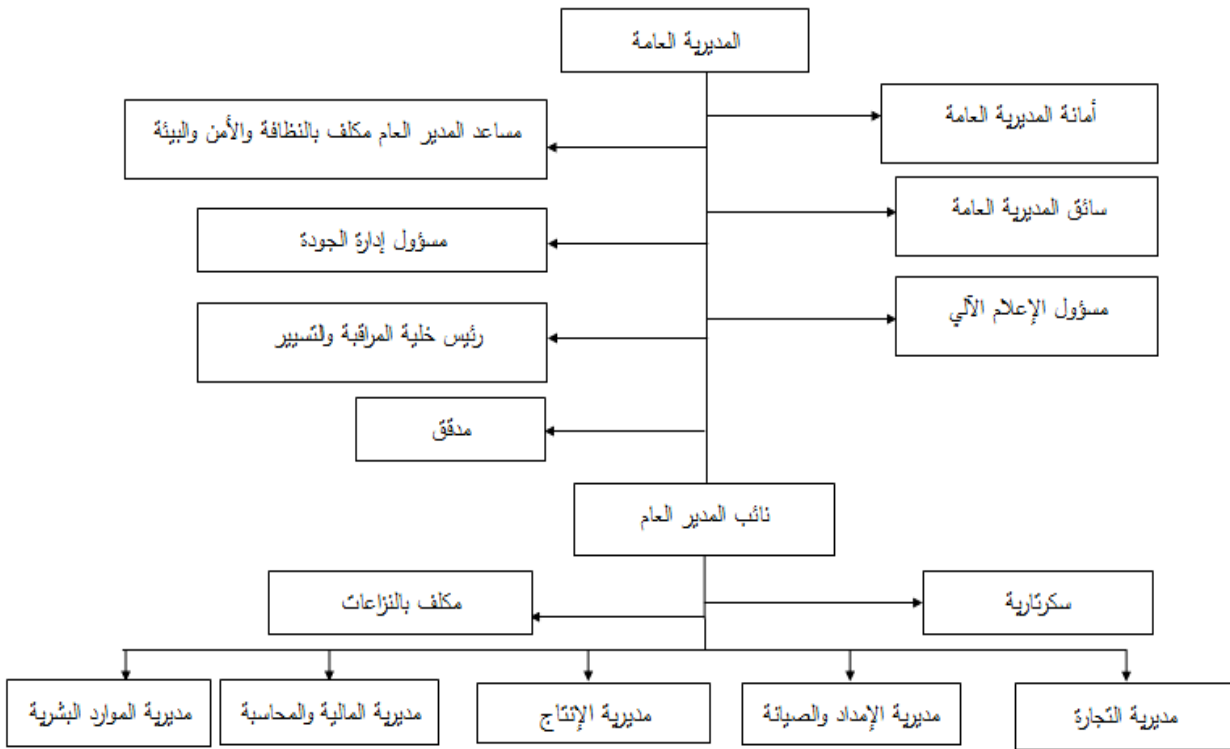 المديرية العامة
أمانة المديرية العامة
مساعد المدير العام مكلف بالنظافة والأمن والبيئة
سائق المديرية العامة
مسؤول إدارة الجودة
مسؤول الإعلام الآلي
رئيس خلية المراقبة والتسيير
مدقق
نائب المدير العام
سكرتارية
مكلف بالنزاعات
مديرية التجارة
مديرية الإمداد والصيانة
مديرية الإنتاج
مديرية المالية والمحاسبة
مديرية الموارد البشرية